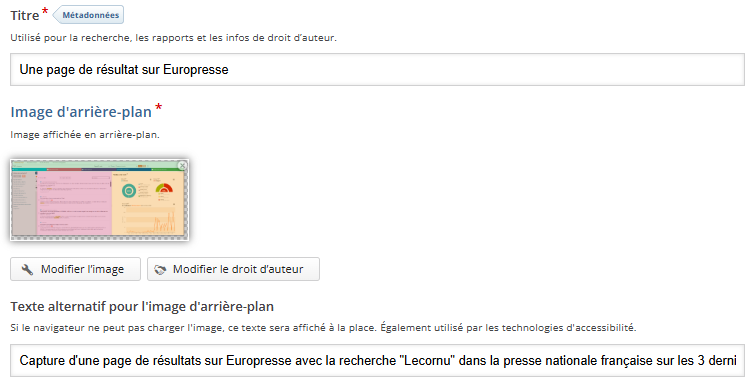 Titre * Métadonnées
Utilisé pour la recherche, les rapports et les infos de droit d'auteur.
Une page de résultat sur Europresse
Image d'arrière-plan *
Image affichée en arrière-plan.
Modifier l'image Modifier le droit d'auteur
Texte alternatif pour l'image d'arrière-plan
Si le navigateur ne peut pas charger l'image, ce texte sera affiché à la place. Également utilisé par les technologies d'accessibilité.
Capture d'une page de résultats sur Europresse avec la recherche "Lecornu" dans la presse nationale française sur les 3 derni